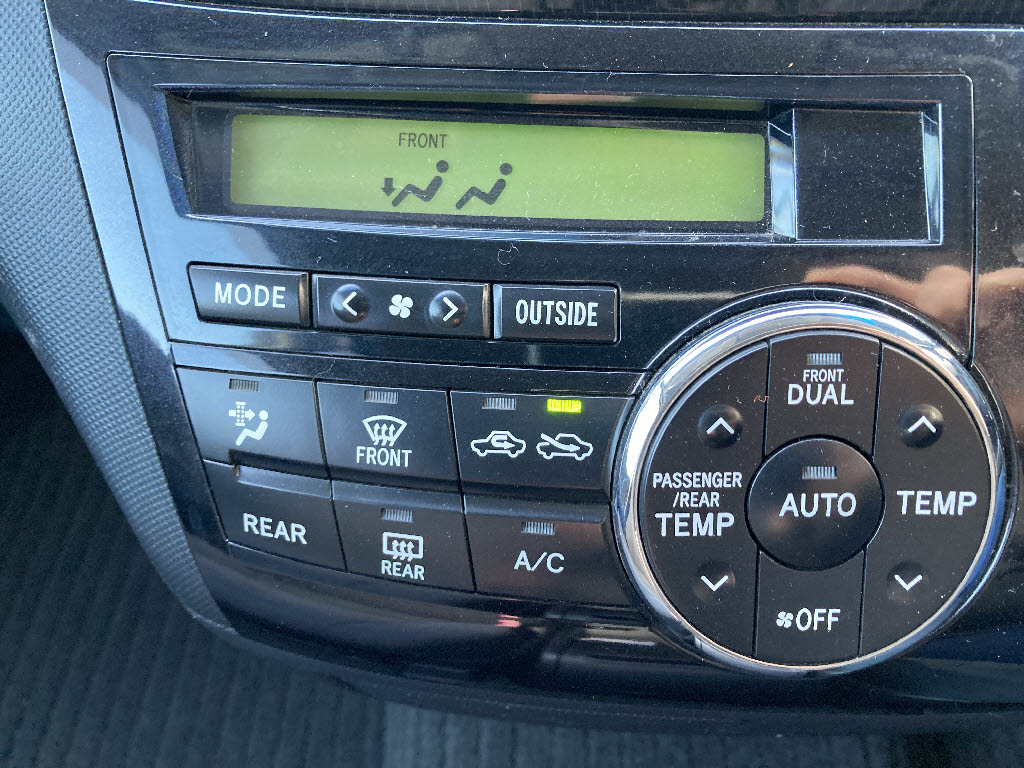 FRONT
MODE
OUTSIDE
FRONT
DUAL
FRONT
PASSENGER
/REAR
TEMP
AUTO
TEMP
REAR
REAR
A/C
OFF